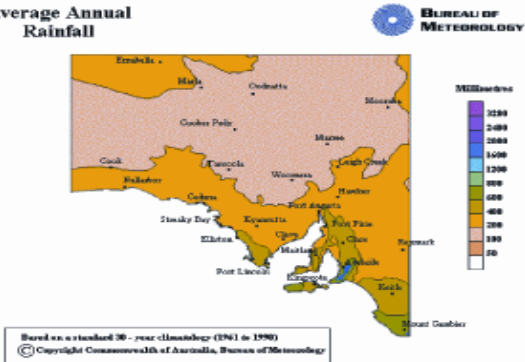 verage Annual
Rainfall
BUREAU OF
METEOROLOGY
Millimetres
3200
2400
2000
1600
1200
800
600
400
200
100
50
Ernabella
Marla
Oodnatta
Moomba
Coober Pedy
Marree
Cook
Tarcoola
Leigh Creek
Woomera
Nullarbor
Hawker
Ceduna
Port Augusta
Streaky Bay
Kyancutta
Port Pirie
Cleve
Clare
Elliston
Maitland
Renmark
Adelaide
Port Lincoln
Kingscote
Keith
Mount Gambier
Based on a standard 30 - year climatology (1961 to 1990)
© Copyright Commonwealth of Australia, Bureau of Meteorology